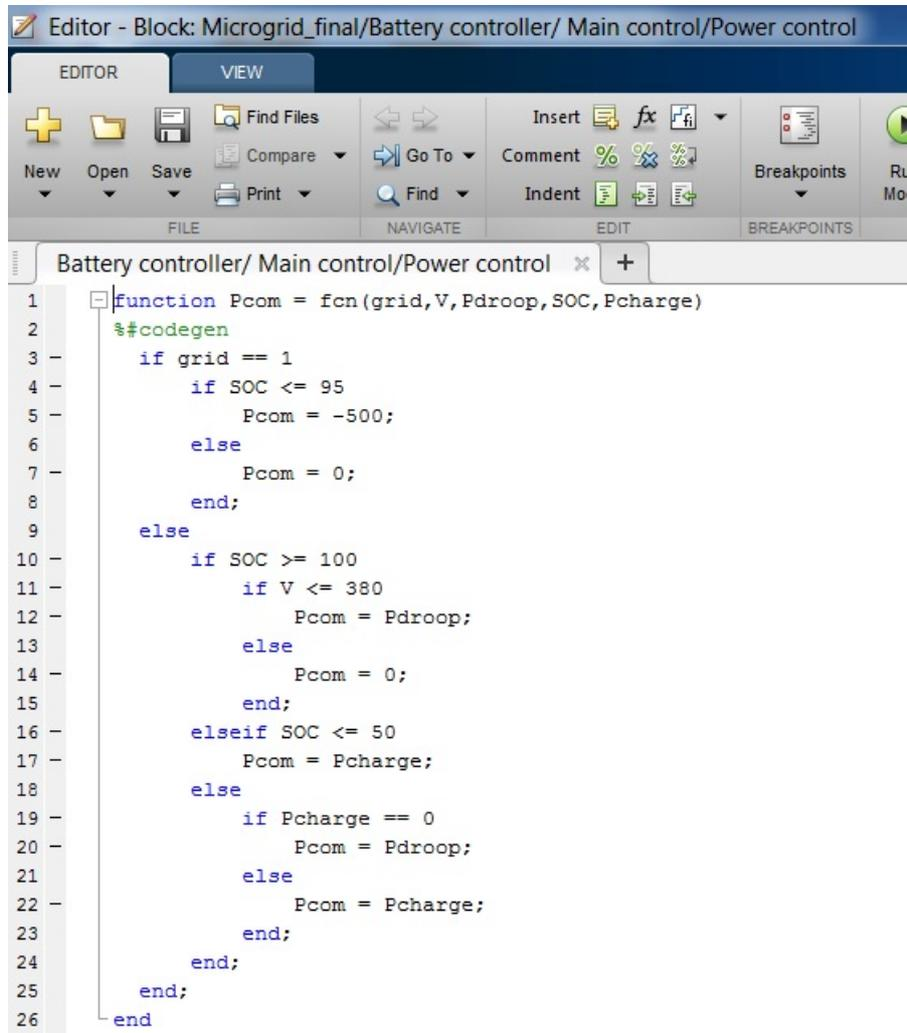 Editor - Block: Microgrid_final/Battery controller/ Main control/Power control
EDITOR VIEW
New Open Save
Find Files
Compare
Print
Go To
Find
Insert fx fi
Comment % %
Indent
Breakpoints
Ru
Mo
FILE NAVIGATE EDIT BREAKPOINTS
Battery controller/ Main control/Power control × +
1 function Pcom = fcn(grid,V,Pdroop,SOC,Pcharge)
2 %#codegen
3 - if grid == 1
4 - if SOC <= 95
5 - Pcom = -500;
6 else
7 - Pcom = 0;
8 end;
9 else
10 - if SOC >= 100
11 - if V <= 380
12 - Pcom = Pdroop;
13 else
14 - Pcom = 0;
15 end;
16 - elseif SOC <= 50
17 - Pcom = Pcharge;
18 else
19 - if Pcharge == 0
20 - Pcom = Pdroop;
21 else
22 - Pcom = Pcharge;
23 end;
24 end;
25 end;
26 end